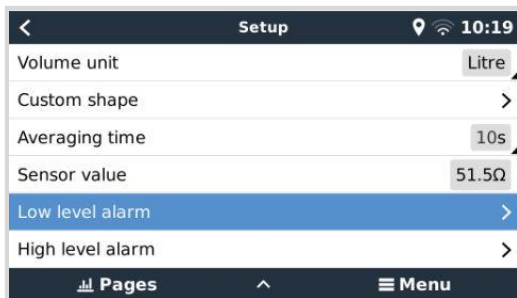 Setup 10:19
Volume unit Litre
Custom shape
Averaging time 10s
Sensor value 51.5Ω
Low level alarm
High level alarm
Pages Menu